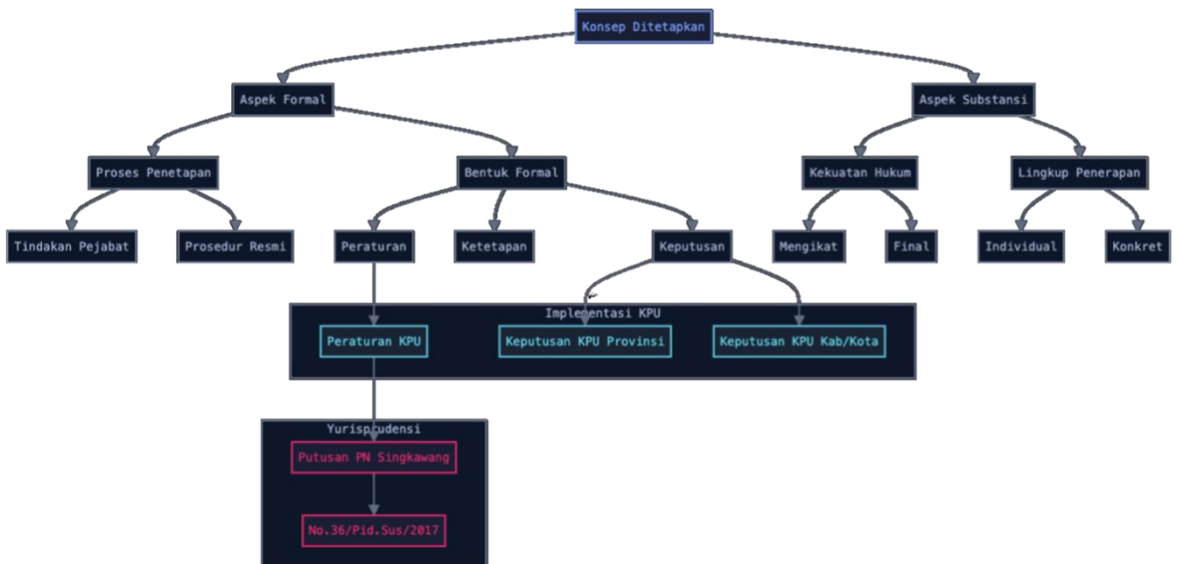 Konsep Ditetapkan
Aspek Formal
Aspek Substansi
Proses Penetapan
Bentuk Formal
Kekuatan Hukum
Lingkup Penerapan
Tindakan Pejabat
Prosedur Resmi
Peraturan
Ketetapan
Keputusan
Mengikat
Final
Individual
Konkret
Implementasi KPU
Peraturan KPU
Keputusan KPU Provinsi
Keputusan KPU Kab/Kota
Yurisprudensi
Putusan PN Singkawang
No.36/Pid.Sus/2017